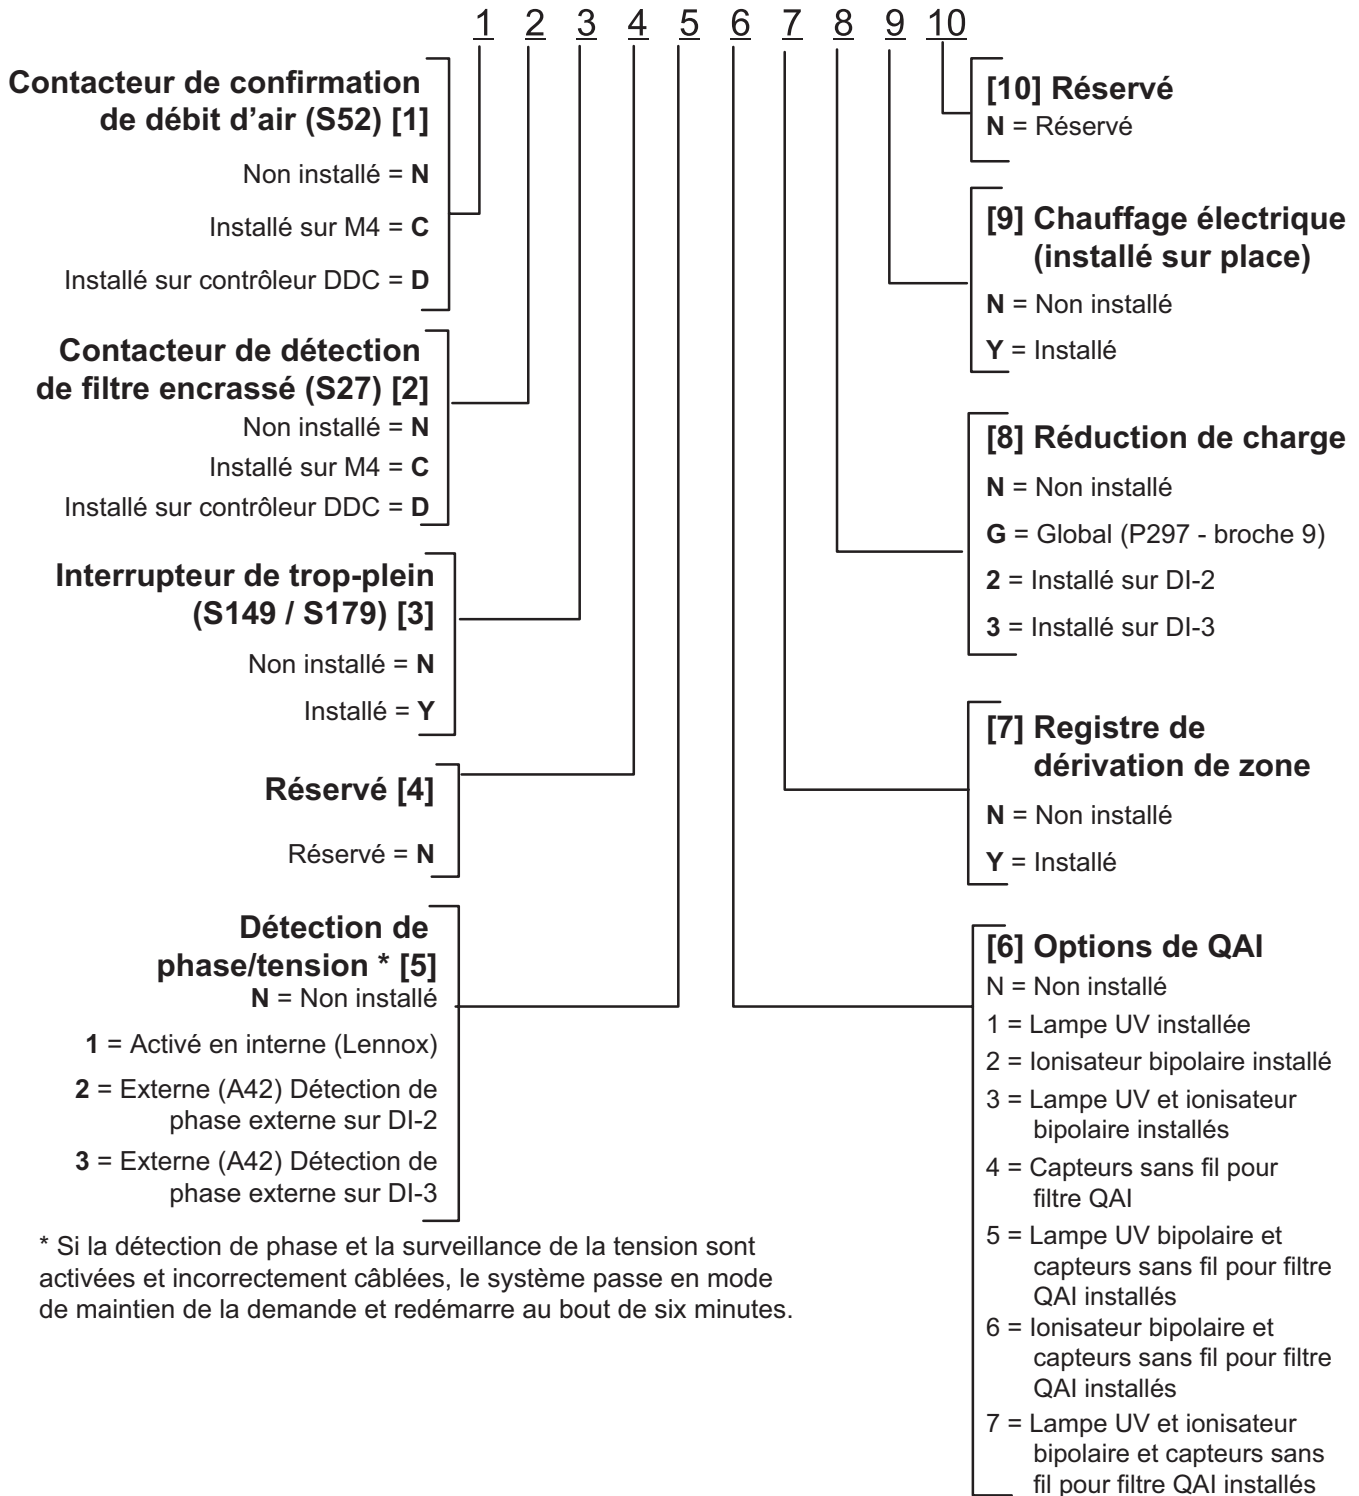 1 2 3 4 5 6 7 8 9 10
Contacteur de confirmation
de débit d'air (S52) [1]
Non installé = N
Installé sur M4 = C
Installé sur contrôleur DDC = D
Contacteur de détection
de filtre encrassé (S27) [2]
Non installé = N
Installé sur M4 = C
Installé sur contrôleur DDC = D
Interrupteur de trop-plein
(S149 / S179) [3]
Non installé = N
Installé = Y
Réservé [4]
Réservé = N
Détection de
phase/tension * [5]
N = Non installé
1 = Activé en interne (Lennox)
2 = Externe (A42) Détection de
phase externe sur DI-2
3 = Externe (A42) Détection de
phase externe sur DI-3
* Si la détection de phase et la surveillance de la tension sont
activées et incorrectement câblées, le système passe en mode
de maintien de la demande et redémarre au bout de six minutes.
[10] Réservé
N = Réservé
[9] Chauffage électrique
(installé sur place)
N = Non installé
Y = Installé
[8] Réduction de charge
N = Non installé
G = Global (P297 - broche 9)
2 = Installé sur DI-2
3 = Installé sur DI-3
[7] Registre de
dérivation de zone
N = Non installé
Y = Installé
[6] Options de QAI
N = Non installé
1 = Lampe UV installée
2 = Ionisateur bipolaire installé
3 = Lampe UV et ionisateur
bipolaire installés
4 = Capteurs sans fil pour
filtre QAI
5 = Lampe UV bipolaire et
capteurs sans fil pour filtre
QAI installés
6 = Ionisateur bipolaire et
capteurs sans fil pour filtre
QAI installés
7 = Lampe UV et ionisateur
bipolaire et capteurs sans
fil pour filtre QAI installés